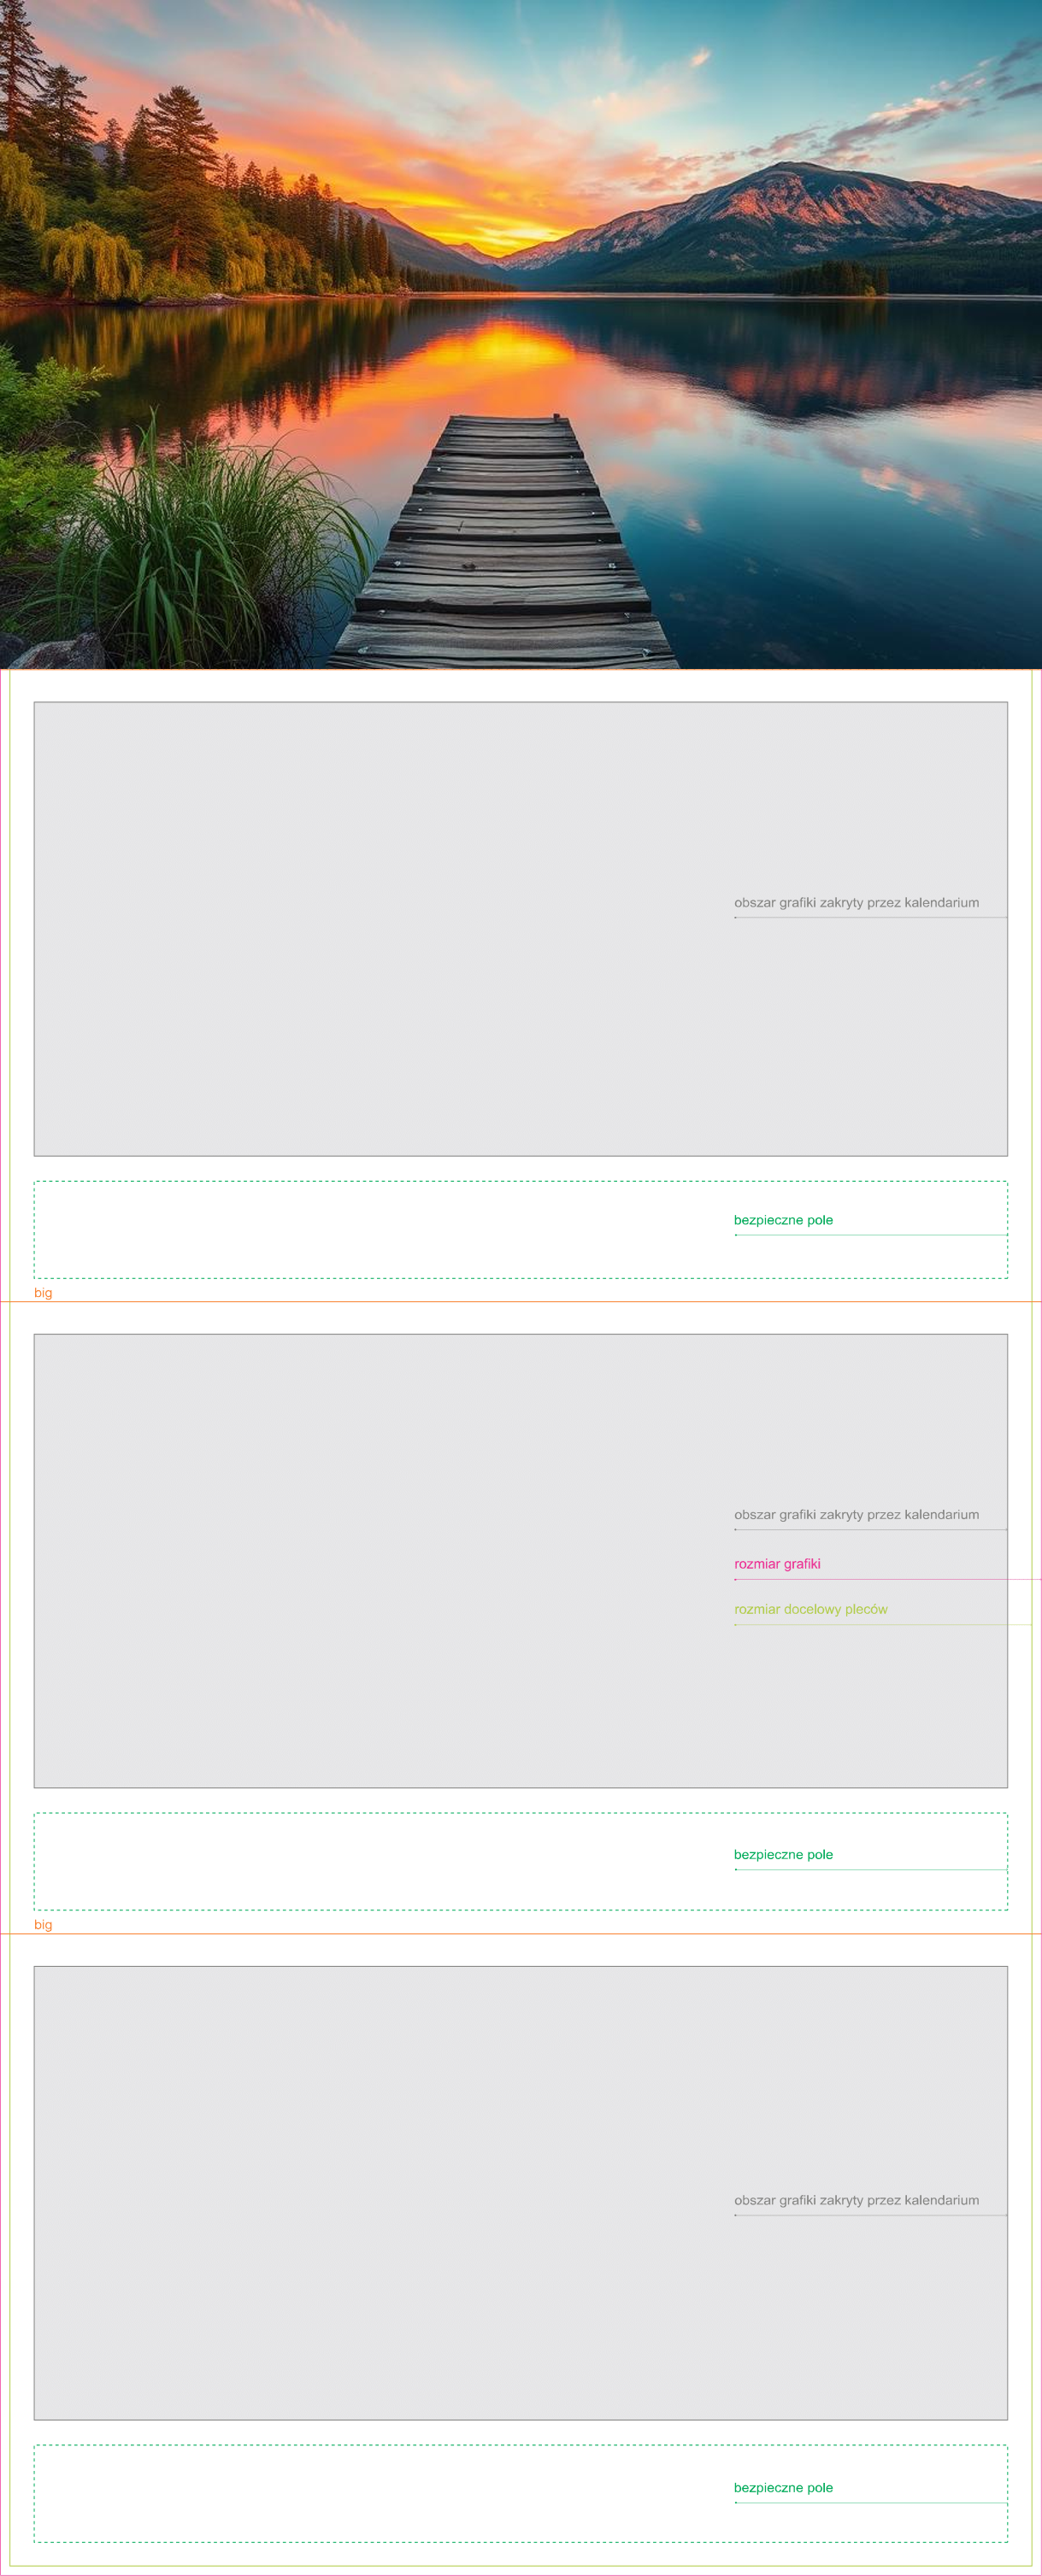 obszar grafiki zakryty przez kalendarium
bezpieczne pole
big
obszar grafiki zakryty przez kalendarium
rozmiar grafiki
rozmiar docelowy pleców
bezpieczne pole
big
obszar grafiki zakryty przez kalendarium
bezpieczne pole